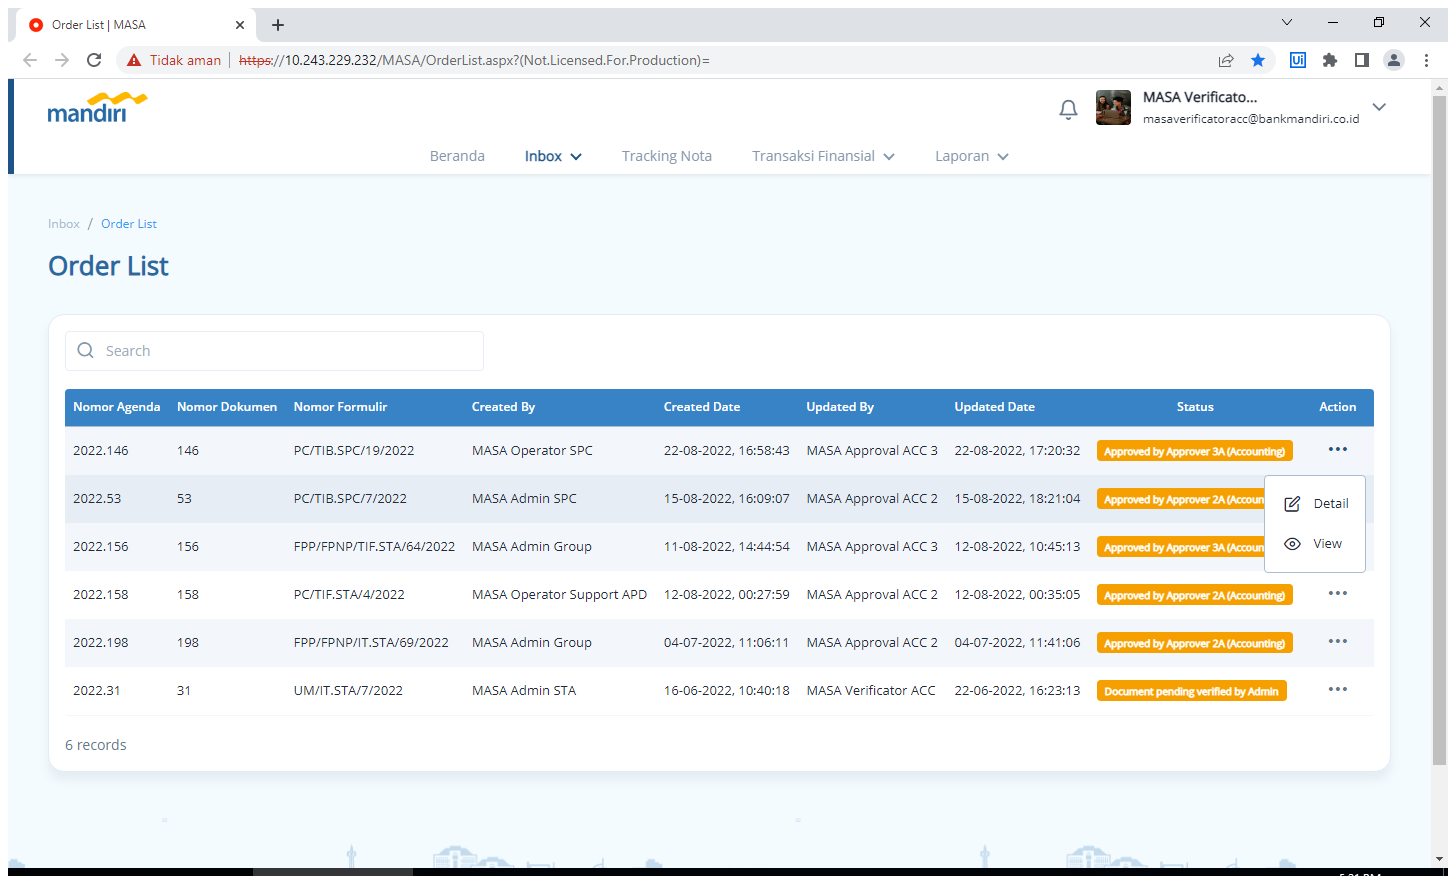 Order List | MASA
Tidak aman https://10.243.229.232/MASA/OrderList.aspx?(Not.Licensed.For.Production)=
Ui
mandiri
MASA Verificato...
masaverificatoracc@bankmandiri.co.id
Beranda Inbox Tracking Nota Transaksi Finansial Laporan
Inbox / Order List
Order List
Search
Nomor Agenda Nomor Dokumen Nomor Formulir Created By Created Date Updated By Updated Date Status Action
2022.146 146 PC/TIB.SPC/19/2022 MASA Operator SPC 22-08-2022, 16:58:43 MASA Approval ACC 3 22-08-2022, 17:20:32 Approved by Approver 3A (Accounting)
2022.53 53 PC/TIB.SPC/7/2022 MASA Admin SPC 15-08-2022, 16:09:07 MASA Approval ACC 2 15-08-2022, 18:21:04 Approved by Approver 2A (Accoun
Detail
2022.156 156 FPP/FPNP/TIF.STA/64/2022 MASA Admin Group 11-08-2022, 14:44:54 MASA Approval ACC 3 12-08-2022, 10:45:13 Approved by Approver 3A (Accoun
View
2022.158 158 PC/TIF.STA/4/2022 MASA Operator Support APD 12-08-2022, 00:27:59 MASA Approval ACC 2 12-08-2022, 00:35:05 Approved by Approver 2A (Accounting)
2022.198 198 FPP/FPNP/IT.STA/69/2022 MASA Admin Group 04-07-2022, 11:06:11 MASA Approval ACC 2 04-07-2022, 11:41:06 Approved by Approver 2A (Accounting)
2022.31 31 UM/IT.STA/7/2022 MASA Admin STA 16-06-2022, 10:40:18 MASA Verificator ACC 22-06-2022, 16:23:13 Document pending verified by Admin
6 records